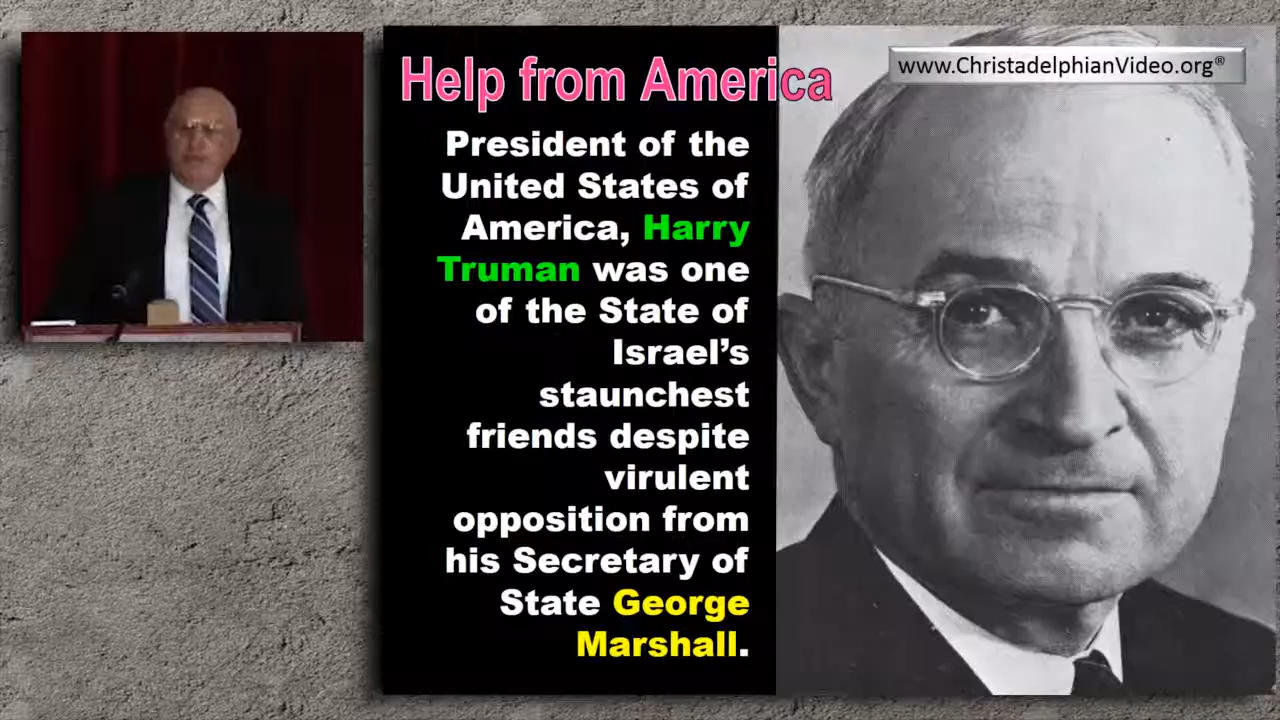 Help from America
www.ChristadelphianVideo.org®
President of the
United States of
America, Harry
Truman was one
of the State of
Israel’s
staunchest
friends despite
virulent
opposition from
his Secretary of
State George
Marshall.